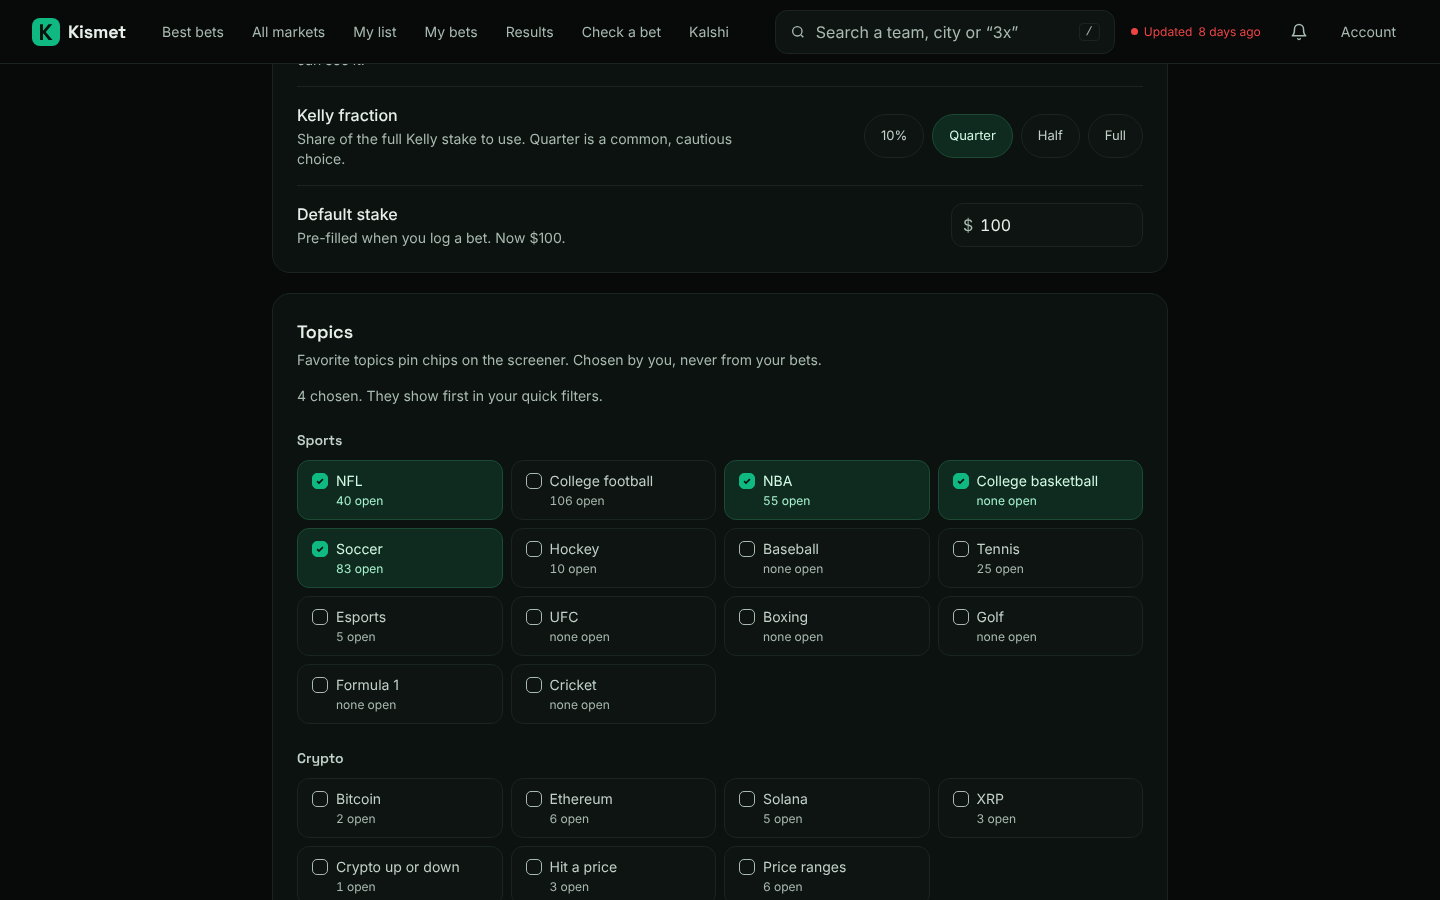 Kismet
Best bets
All markets
My list
My bets
Results
Check a bet
Kalshi
Search a team, city or “3x”
/
Updated 8 days ago
Account
Kelly fraction
Share of the full Kelly stake to use. Quarter is a common, cautious
choice.
10%
Quarter
Half
Full
Default stake
Pre-filled when you log a bet. Now $100.
$ 100
Topics
Favorite topics pin chips on the screener. Chosen by you, never from your bets.
4 chosen. They show first in your quick filters.
Sports
NFL
40 open
College football
106 open
NBA
55 open
College basketball
none open
Soccer
83 open
Hockey
10 open
Baseball
none open
Tennis
25 open
Esports
5 open
UFC
none open
Boxing
none open
Golf
none open
Formula 1
none open
Cricket
none open
Crypto
Bitcoin
2 open
Ethereum
6 open
Solana
5 open
XRP
3 open
Crypto up or down
1 open
Hit a price
3 open
Price ranges
6 open